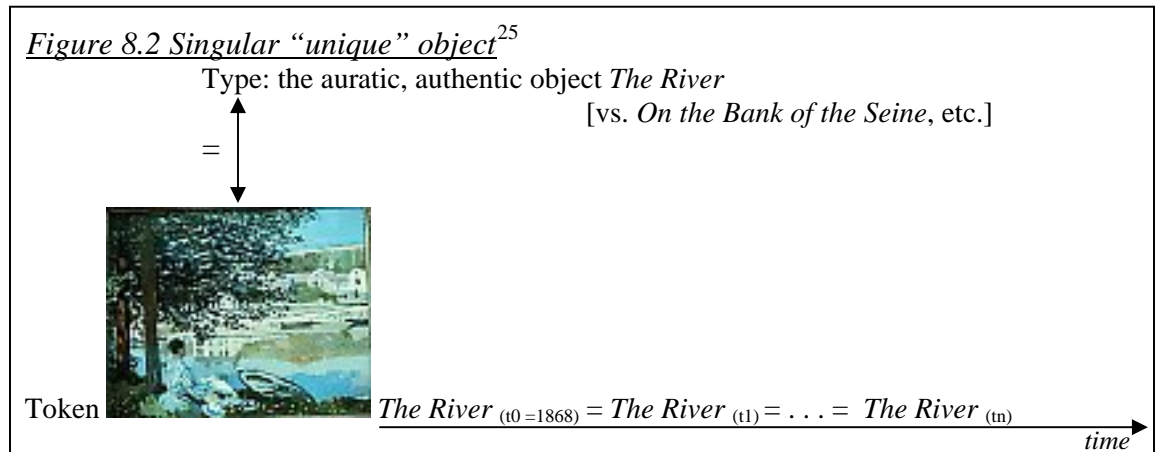 Figure 8.2 Singular “unique” object25
Type: the auratic, authentic object The River
[vs. On the Bank of the Seine, etc.]
=
Token The River (t0 =1868) = The River (t1) = . . . = The River (tn)
time